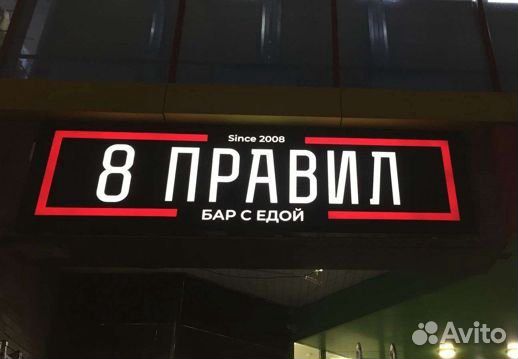 Since 2008
8 ПРАВИЛ
БАР С ЕДОЙ
Avito